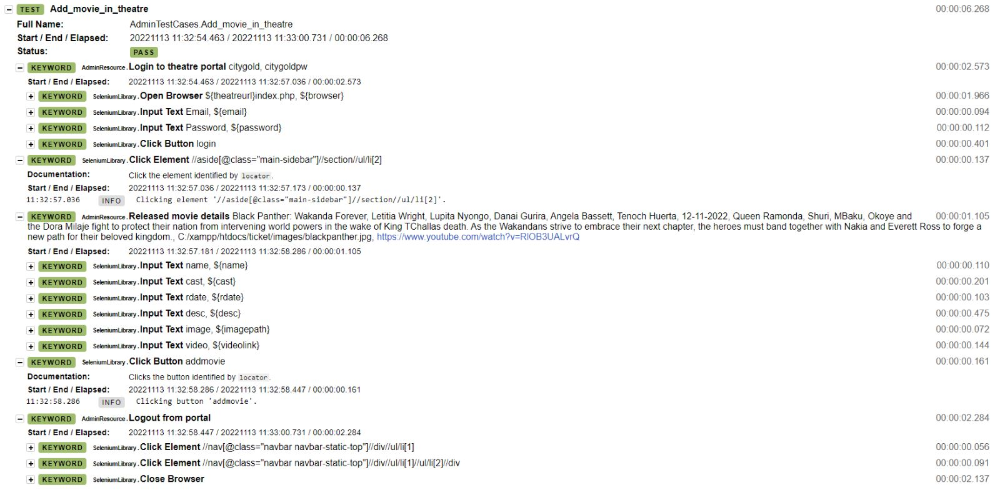 TEST Add_movie_in_theatre 00:00:06.268
Full Name: AdminTestCases.Add_movie_in_theatre
Start / End / Elapsed: 20221113 11:32:54.463 / 20221113 11:33:00.731 / 00:00:06.268
Status: PASS
KEYWORD AdminResource.Login to theatre portal citygold, citygoldpw 00:00:02.573
Start / End / Elapsed: 20221113 11:32:54.463 / 20221113 11:32:57.036 / 00:00:02.573
KEYWORD SeleniumLibrary.Open Browser ${theatreurl}index.php, ${browser} 00:00:01.966
KEYWORD SeleniumLibrary.Input Text Email, ${email} 00:00:00.094
KEYWORD SeleniumLibrary.Input Text Password, ${password} 00:00:00.112
KEYWORD SeleniumLibrary.Click Button login 00:00:00.401
KEYWORD SeleniumLibrary.Click Element //aside[@class="main-sidebar"]//section//ul/li[2] 00:00:00.137
Documentation: Click the element identified by locator.
Start / End / Elapsed: 20221113 11:32:57.036 / 20221113 11:32:57.173 / 00:00:00.137
11:32:57.036 INFO Clicking element '//aside[@class="main-sidebar"]//section//ul/li[2]'.
KEYWORD AdminResource.Released movie details Black Panther: Wakanda Forever, Letitia Wright, Lupita Nyongo, Danai Gurira, Angela Bassett, Tenoch Huerta, 12-11-2022, Queen Ramonda, Shuri, MBaku, Okoye and 00:00:01.105
the Dora Milaje fight to protect their nation from intervening world powers in the wake of King TChallas death. As the Wakandans strive to embrace their next chapter, the heroes must band together with Nakia and Everett Ross to forge a
new path for their beloved kingdom., C:/xampp/htdocs/ticket/images/blackpanther.jpg, https://www.youtube.com/watch?v=RlOB3UALvrQ
Start / End / Elapsed: 20221113 11:32:57.181 / 20221113 11:32:58.286 / 00:00:01.105
KEYWORD SeleniumLibrary.Input Text name, ${name} 00:00:00.110
KEYWORD SeleniumLibrary.Input Text cast, ${cast} 00:00:00.201
KEYWORD SeleniumLibrary.Input Text rdate, ${rdate} 00:00:00.103
KEYWORD SeleniumLibrary.Input Text desc, ${desc} 00:00:00.475
KEYWORD SeleniumLibrary.Input Text image, ${imagepath} 00:00:00.072
KEYWORD SeleniumLibrary.Input Text video, ${videolink} 00:00:00.144
KEYWORD SeleniumLibrary.Click Button addmovie 00:00:00.161
Documentation: Clicks the button identified by locator.
Start / End / Elapsed: 20221113 11:32:58.286 / 20221113 11:32:58.447 / 00:00:00.161
11:32:58.286 INFO Clicking button 'addmovie'.
KEYWORD AdminResource.Logout from portal 00:00:02.284
Start / End / Elapsed: 20221113 11:32:58.447 / 20221113 11:33:00.731 / 00:00:02.284
KEYWORD SeleniumLibrary.Click Element //nav[@class="navbar navbar-static-top"]//div//ul/li[1] 00:00:00.056
KEYWORD SeleniumLibrary.Click Element //nav[@class="navbar navbar-static-top"]//div//ul/li[1]//ul/li[2]//div 00:00:00.091
KEYWORD SeleniumLibrary.Close Browser 00:00:02.137